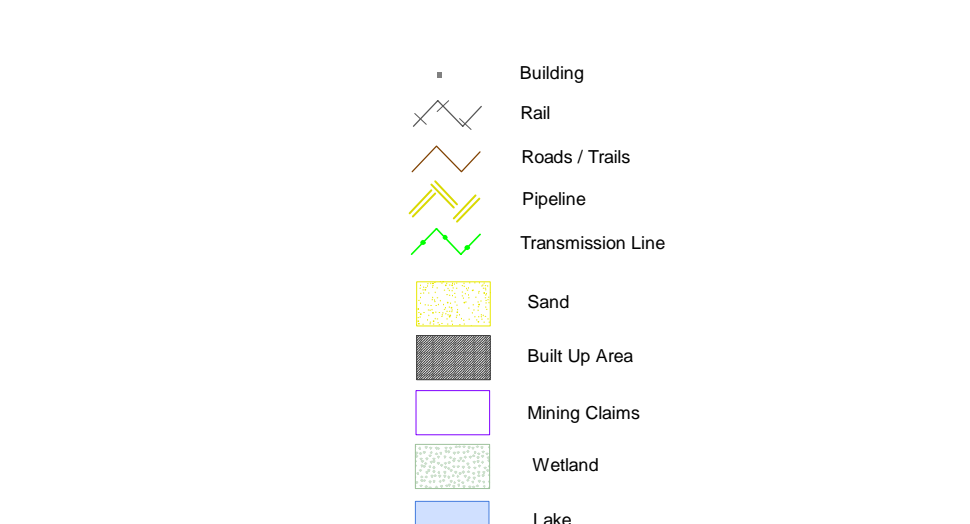 Building
Rail
Roads / Trails
Pipeline
Transmission Line
Sand
Built Up Area
Mining Claims
Wetland
Lake